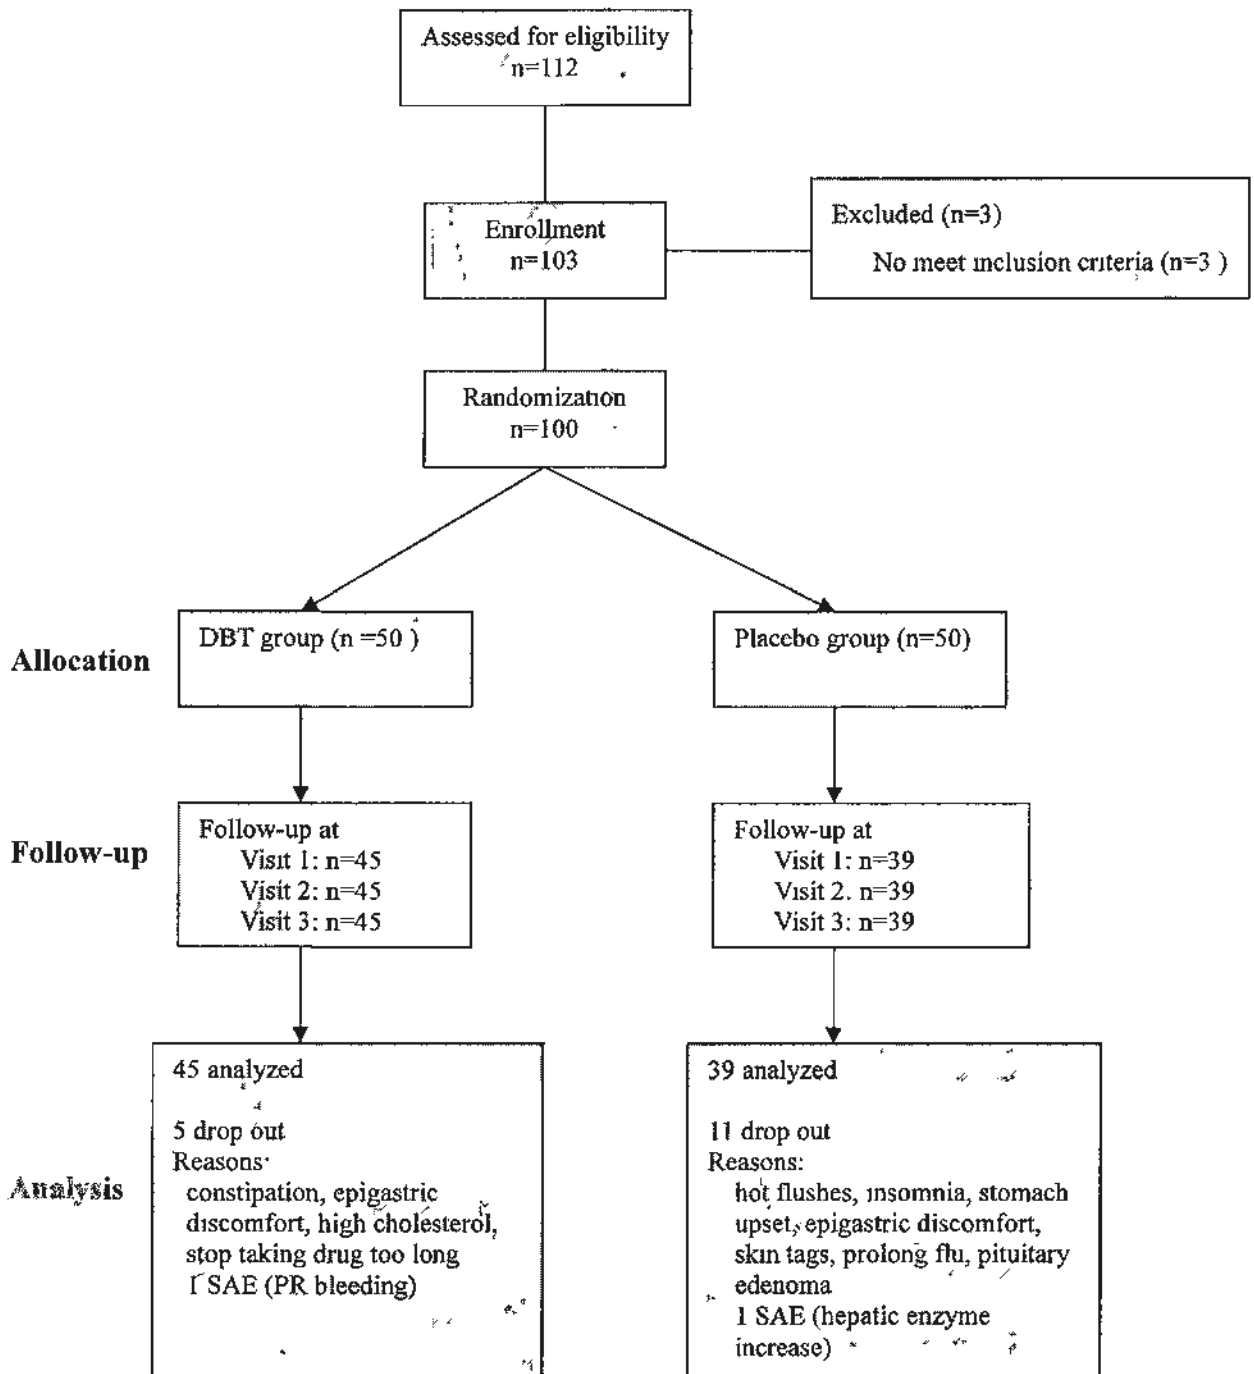 Assessed for eligibility
n=112
Enrollment
n=103
Excluded (n=3)
No meet inclusion criteria (n=3 )
Randomization
n=100
Allocation
DBT group (n =50 )
Placebo group (n=50)
Follow-up
Follow-up at
Visit 1: n=45
Visit 2: n=45
Visit 3: n=45
Follow-up at
Visit 1: n=39
Visit 2. n=39
Visit 3: n=39
Analysis
45 analyzed
5 drop out
Reasons:
constipation, epigastric
discomfort, high cholesterol,
stop taking drug too long
1 SAE (PR bleeding)
39 analyzed
11 drop out
Reasons:
hot flushes, insomnia, stomach
upset, epigastric discomfort,
skin tags, prolong flu, pituitary
edenoma
1 SAE (hepatic enzyme
increase)